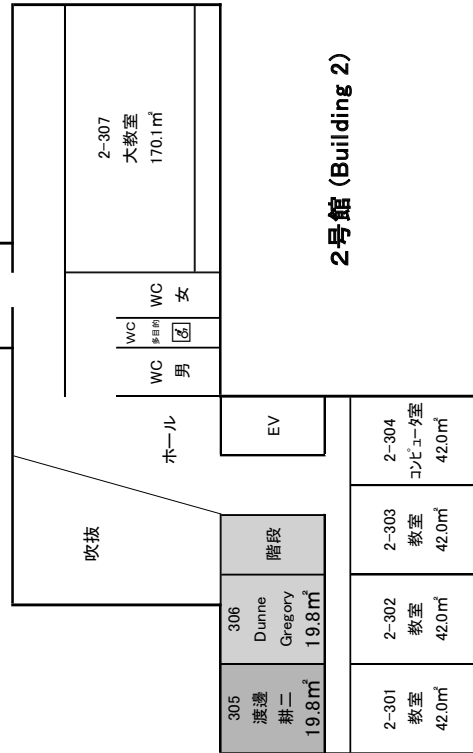 2号館 (Building 2)
2-307
大教室
170.1㎡
WC
女
WC
多目的
WC
男
ホール
EV
吹抜
階段
306
Dunne
Gregory
19.8㎡
305
渡邊
耕二
19.8㎡
2-304
コンピュータ室
42.0㎡
2-303
教室
42.0㎡
2-302
教室
42.0㎡
2-301
教室
42.0㎡